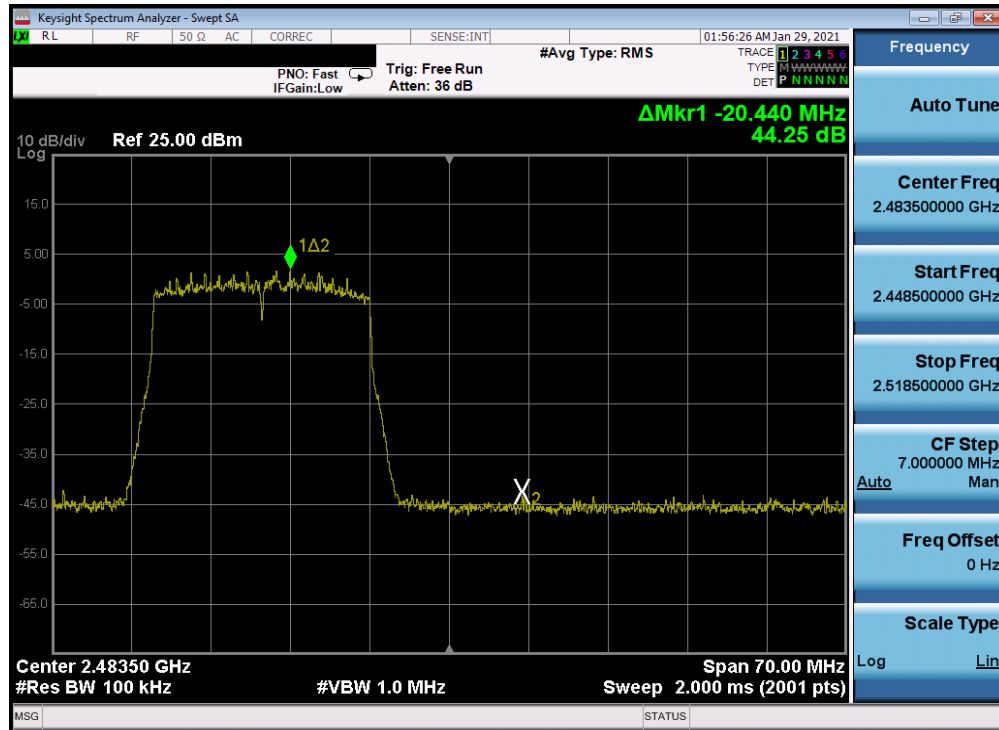 Keysight Spectrum Analyzer - Swept SA
LXI RL RF 50 Ω AC CORREC SENSE:INT 01:56:26 AM Jan 29, 2021
#Avg Type: RMS TRACE 1 2 3 4 5 6
PNO: Fast Trig: Free Run TYPE M W W W W W
IFGain:Low Atten: 36 dB DET P N N N N N
ΔMkr1 -20.440 MHz
44.25 dB
10 dB/div Ref 25.00 dBm
Log
15.0
1Δ2
5.00
-5.00
-15.0
-25.0
-35.0
X2
-45.0
-55.0
-65.0
Center 2.48350 GHz Span 70.00 MHz
#Res BW 100 kHz #VBW 1.0 MHz Sweep 2.000 ms (2001 pts)
MSG STATUS
Frequency
Auto Tune
Center Freq
2.483500000 GHz
Start Freq
2.448500000 GHz
Stop Freq
2.518500000 GHz
CF Step
7.000000 MHz
Auto Man
Freq Offset
0 Hz
Scale Type
Log Lin